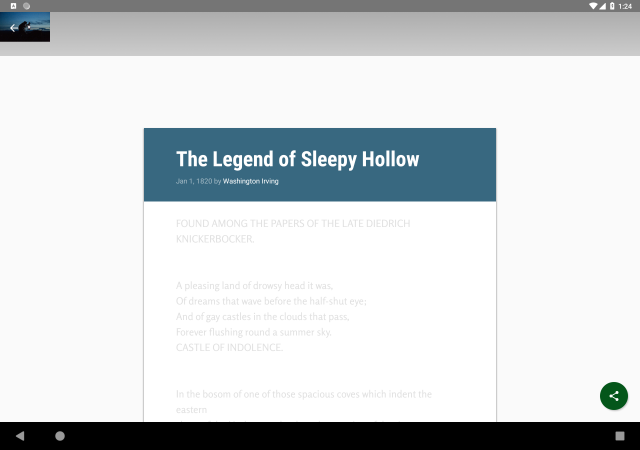 1:24
The Legend of Sleepy Hollow
Jan 1, 1820 by Washington Irving
FOUND AMONG THE PAPERS OF THE LATE DIEDRICH
KNICKERBOCKER.
A pleasing land of drowsy head it was,
Of dreams that wave before the half-shut eye;
And of gay castles in the clouds that pass,
Forever flushing round a summer sky.
CASTLE OF INDOLENCE.
In the bosom of one of those spacious coves which indent the
eastern